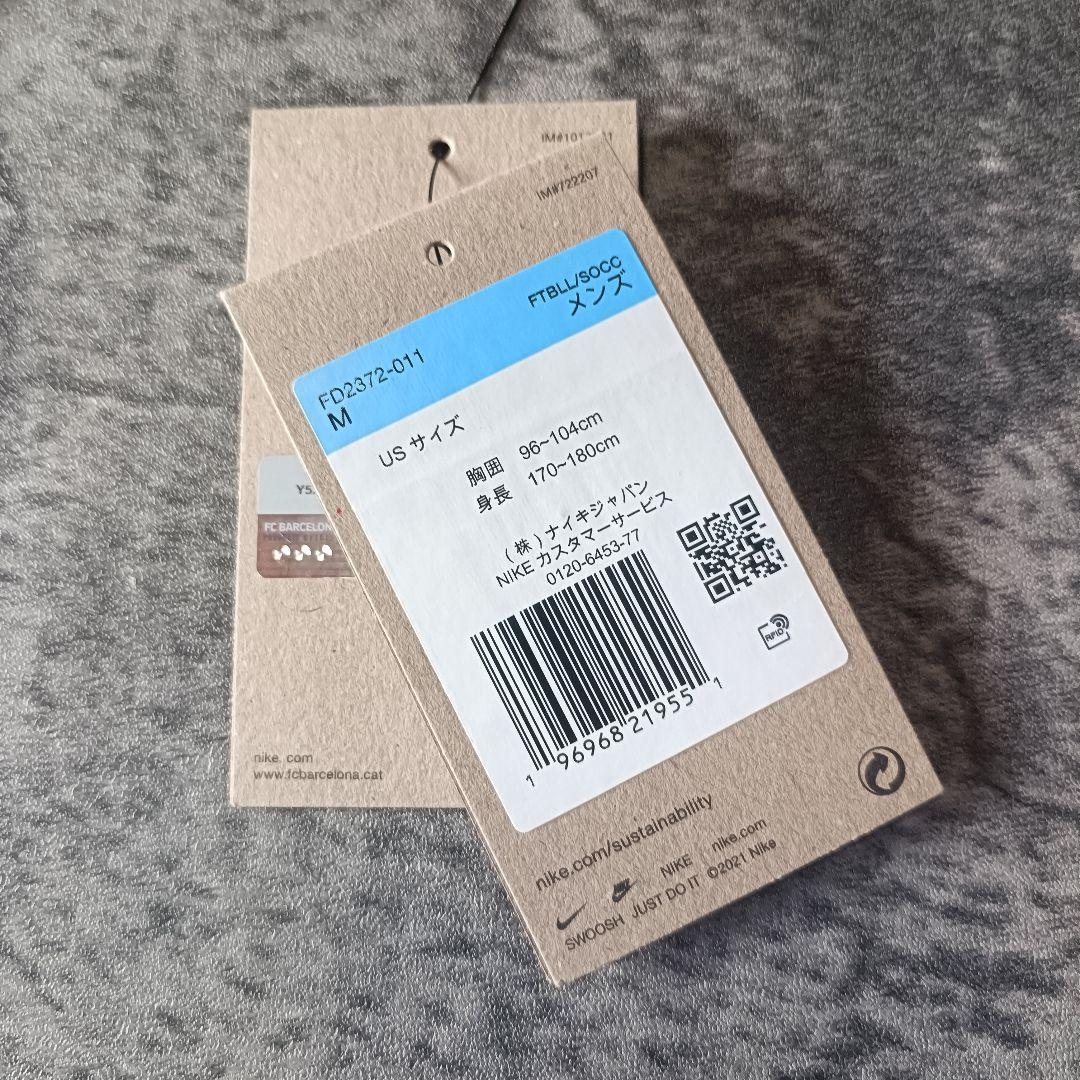 IM#722207
FTBLL/SOCC
メンズ
FD2372-011
M
US サイズ
胸囲 96~104cm
身長 170~180cm
(株)ナイキジャパン
NIKE カスタマーサービス
0120-6453-77
RFID
1 96968 21955 1
nike.com/sustainability
NIKE nike.com
SWOOSH JUST DO IT ©2021 Nike
FC BARCELON
nike. com
www.fcbarcelona.cat